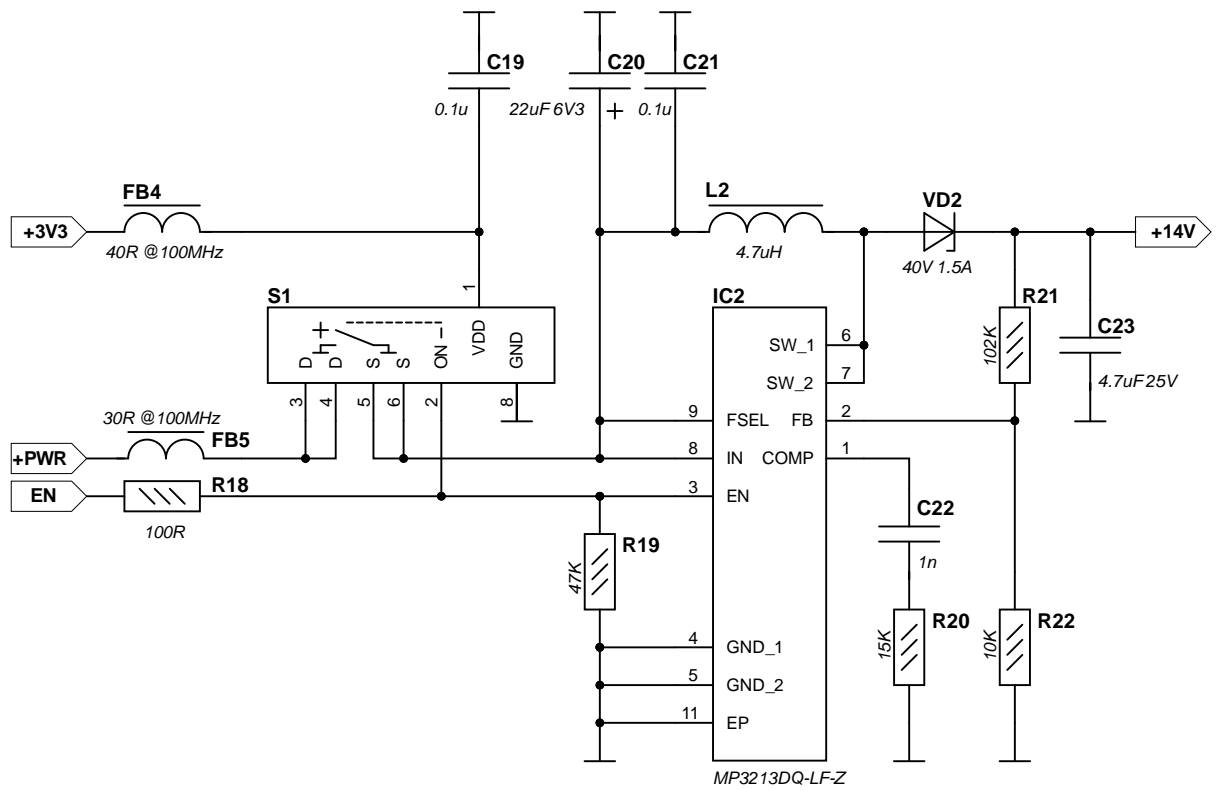 C19
0.1u
C20
22uF 6V3
+
C21
0.1u
FB4
+3V3
40R @100MHz
L2
4.7uH
VD2
40V 1.5A
+14V
S1
1
+
D
D
S
S
ON
VDD
GND
3
4
5
6
2
8
IC2
SW_1
6
SW_2
7
9
FSEL
FB
2
8
IN
COMP
1
3
EN
4
GND_1
5
GND_2
11
EP
MP3213DQ-LF-Z
R21
102K
C23
4.7uF 25V
30R @100MHz
FB5
+PWR
EN
R18
100R
R19
47K
C22
1n
R20
15K
R22
10K